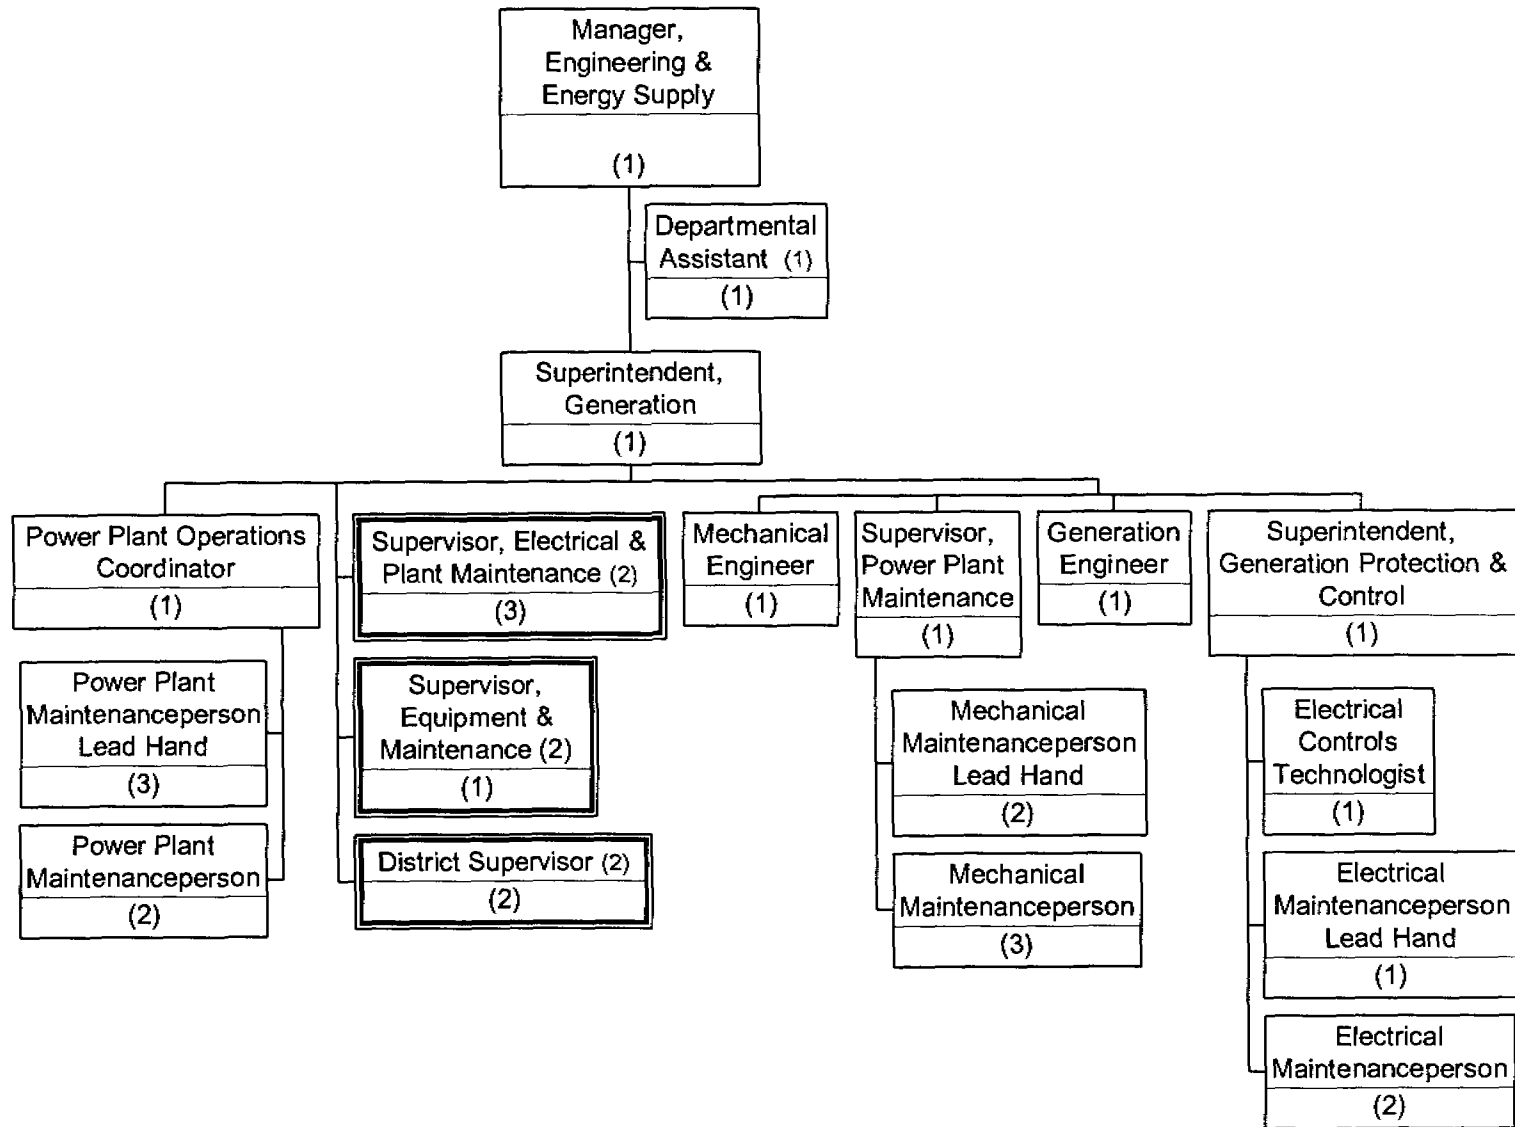 Manager,
Engineering &
Energy Supply
(1)
Departmental
Assistant (1)
(1)
Superintendent,
Generation
(1)
Power Plant Operations
Coordinator
(1)
Power Plant
Maintenanceperson
Lead Hand
(3)
Power Plant
Maintenanceperson
(2)
Supervisor, Electrical &
Plant Maintenance (2)
(3)
Supervisor,
Equipment &
Maintenance (2)
(1)
District Supervisor (2)
(2)
Mechanical
Engineer
(1)
Supervisor,
Power Plant
Maintenance
(1)
Mechanical
Maintenanceperson
Lead Hand
(2)
Mechanical
Maintenanceperson
(3)
Generation
Engineer
(1)
Superintendent,
Generation Protection &
Control
(1)
Electrical
Controls
Technologist
(1)
Electrical
Maintenanceperson
Lead Hand
(1)
Electrical
Maintenanceperson
(2)